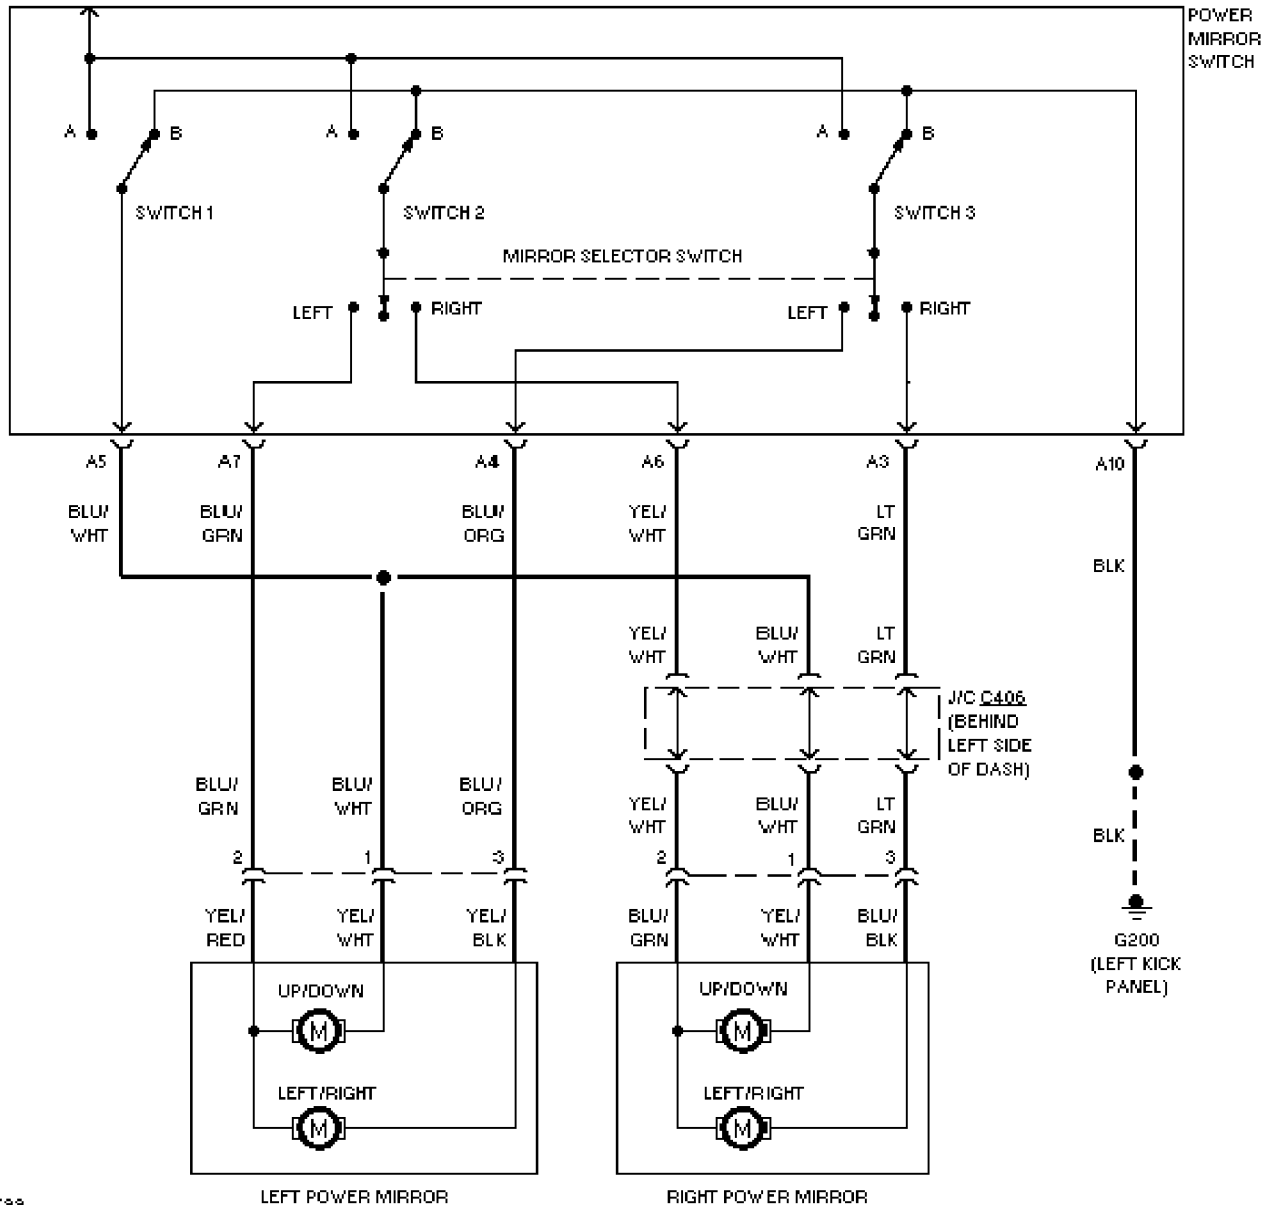 POWER
MIRROR
SWITCH
A
B
A
B
A
B
SWITCH 1
SWITCH 2
SWITCH 3
MIRROR SELECTOR SWITCH
LEFT
RIGHT
LEFT
RIGHT
A5
A7
A4
A6
A3
A10
BLU/
WHT
BLU/
GRN
BLU/
ORG
YEL/
WHT
LT
GRN
BLK
YEL/
WHT
BLU/
WHT
LT
GRN
J/C C406
(BEHIND
LEFT SIDE
OF DASH)
BLU/
GRN
BLU/
WHT
BLU/
ORG
YEL/
WHT
BLU/
WHT
LT
GRN
BLK
2
1
3
2
1
3
YEL/
RED
YEL/
WHT
YEL/
BLK
BLU/
GRN
YEL/
WHT
BLU/
BLK
G200
(LEFT KICK
PANEL)
UP/DOWN
M
UP/DOWN
M
LEFT/RIGHT
M
LEFT/RIGHT
M
LEFT POWER MIRROR
RIGHT POWER MIRROR